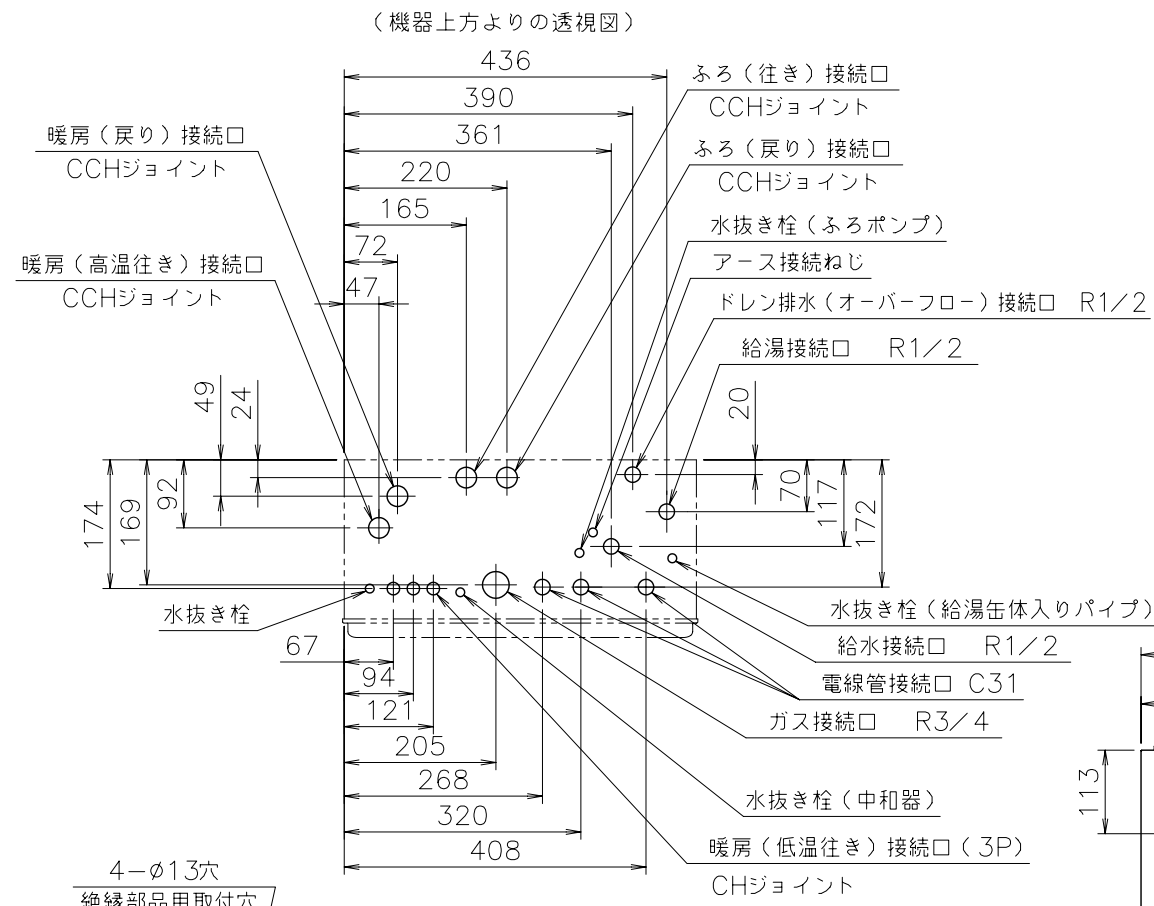 （機器上方よりの透視図）
436
ふろ（往き）接続口
CCHジョイント
390
暖房（戻り）接続口
CCHジョイント
361
ふろ（戻り）接続口
CCHジョイント
220
165
水抜き栓（ふろポンプ）
72
アース接続ねじ
暖房（高温往き）接続口
CCHジョイント
47
ドレン排水（オーバーフロー）接続口 R1/2
給湯接続口 R1/2
49
24
20
174
169
92
70
117
172
水抜き栓
水抜き栓（給湯缶体入りパイプ）
67
給水接続口 R1/2
94
電線管接続口 C31
121
ガス接続口 R3/4
205
268
113
水抜き栓（中和器）
320
408
暖房（低温往き）接続口（3P）
CHジョイント
4-φ13穴
絶縁部品用取付穴